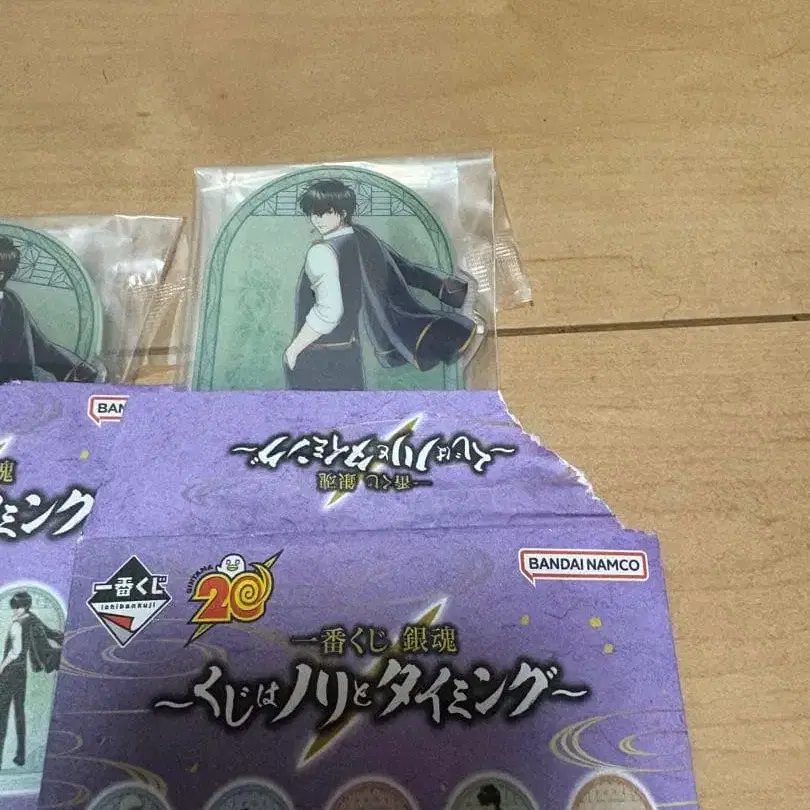 BAN
魂
ミング
一番くじ 銀魂
～くじはノリとタイミング～
一番くじ
ichibankuji
GINTAMA
20
BANDAI NAMCO
一番くじ 銀魂
～くじはノリとタイミング～